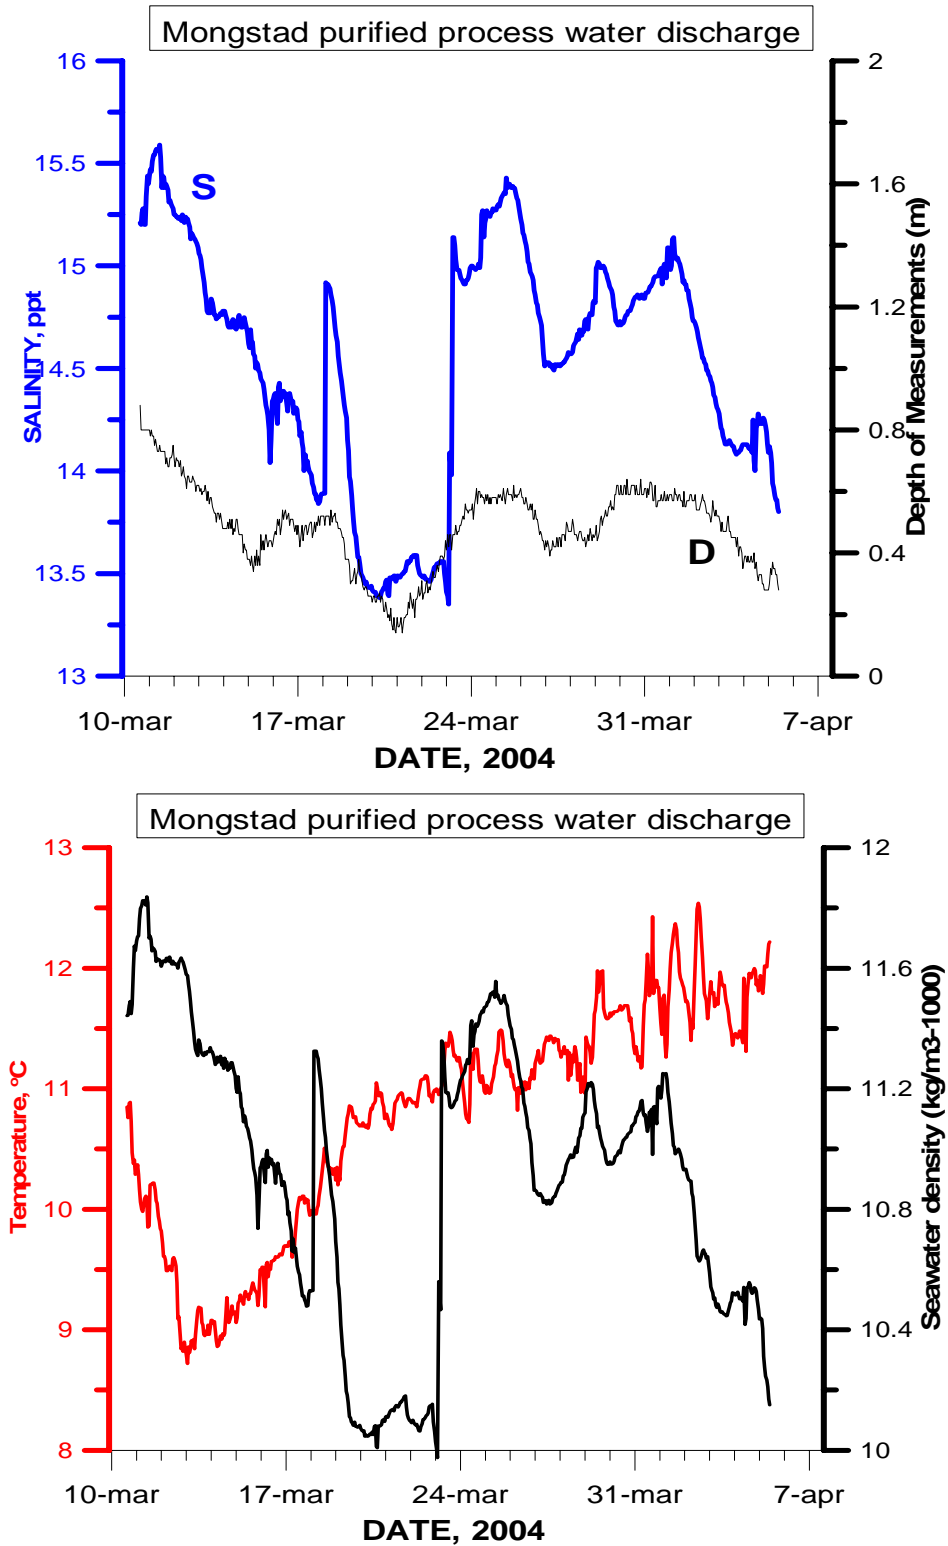 Mongstad purified process water discharge
16
15.5
15
14.5
14
13.5
13
SALINITY, ppt
S
D
2
1.6
1.2
0.8
0.4
0
Depth of Measurements (m)
10-mar 17-mar 24-mar 31-mar 7-apr
DATE, 2004
Mongstad purified process water discharge
13
12
11
10
9
8
Temperature, °C
12
11.6
11.2
10.8
10.4
10
Seawater density (kg/m3-1000)
10-mar 17-mar 24-mar 31-mar 7-apr
DATE, 2004